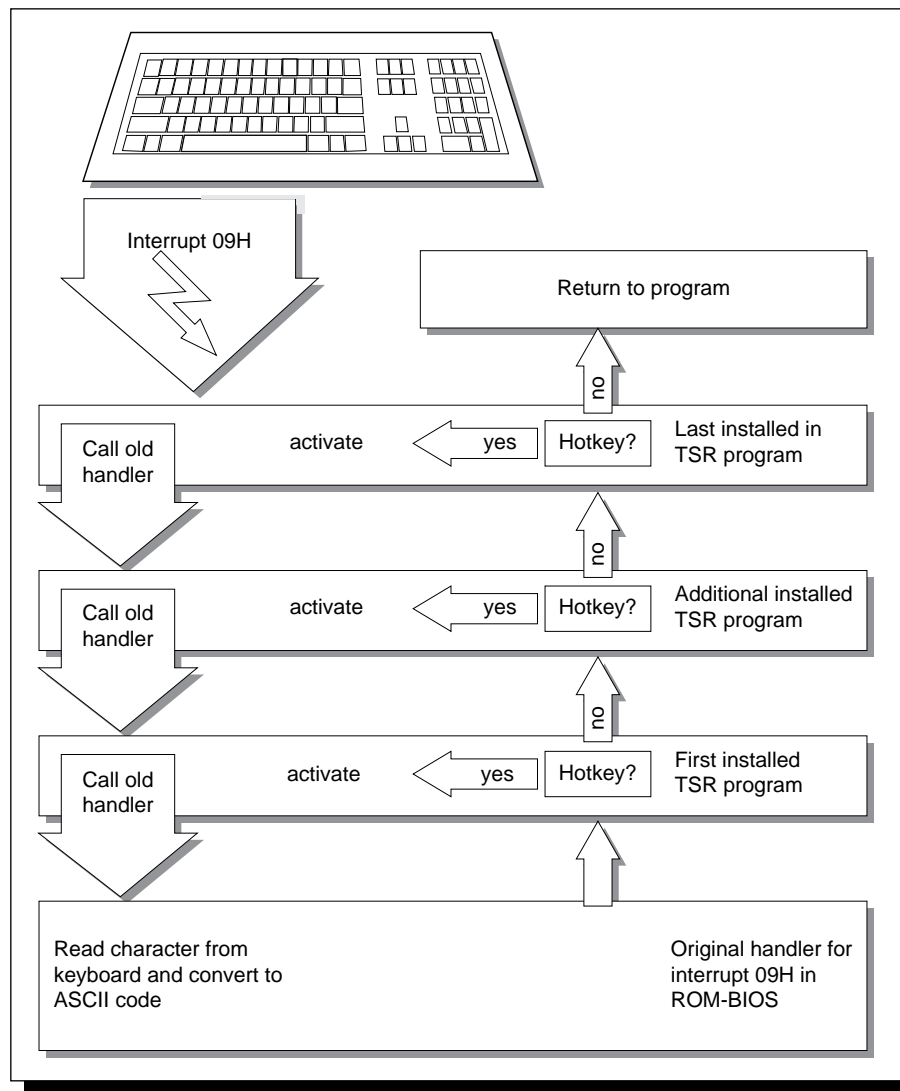 Interrupt 09H
Return to program
no
Call old
handler
activate
yes
Hotkey?
Last installed in
TSR program
no
Call old
handler
activate
yes
Hotkey?
Additional installed
TSR program
no
Call old
handler
activate
yes
Hotkey?
First installed
TSR program
Read character from
keyboard and convert to
ASCII code
Original handler for
interrupt 09H in
ROM-BIOS